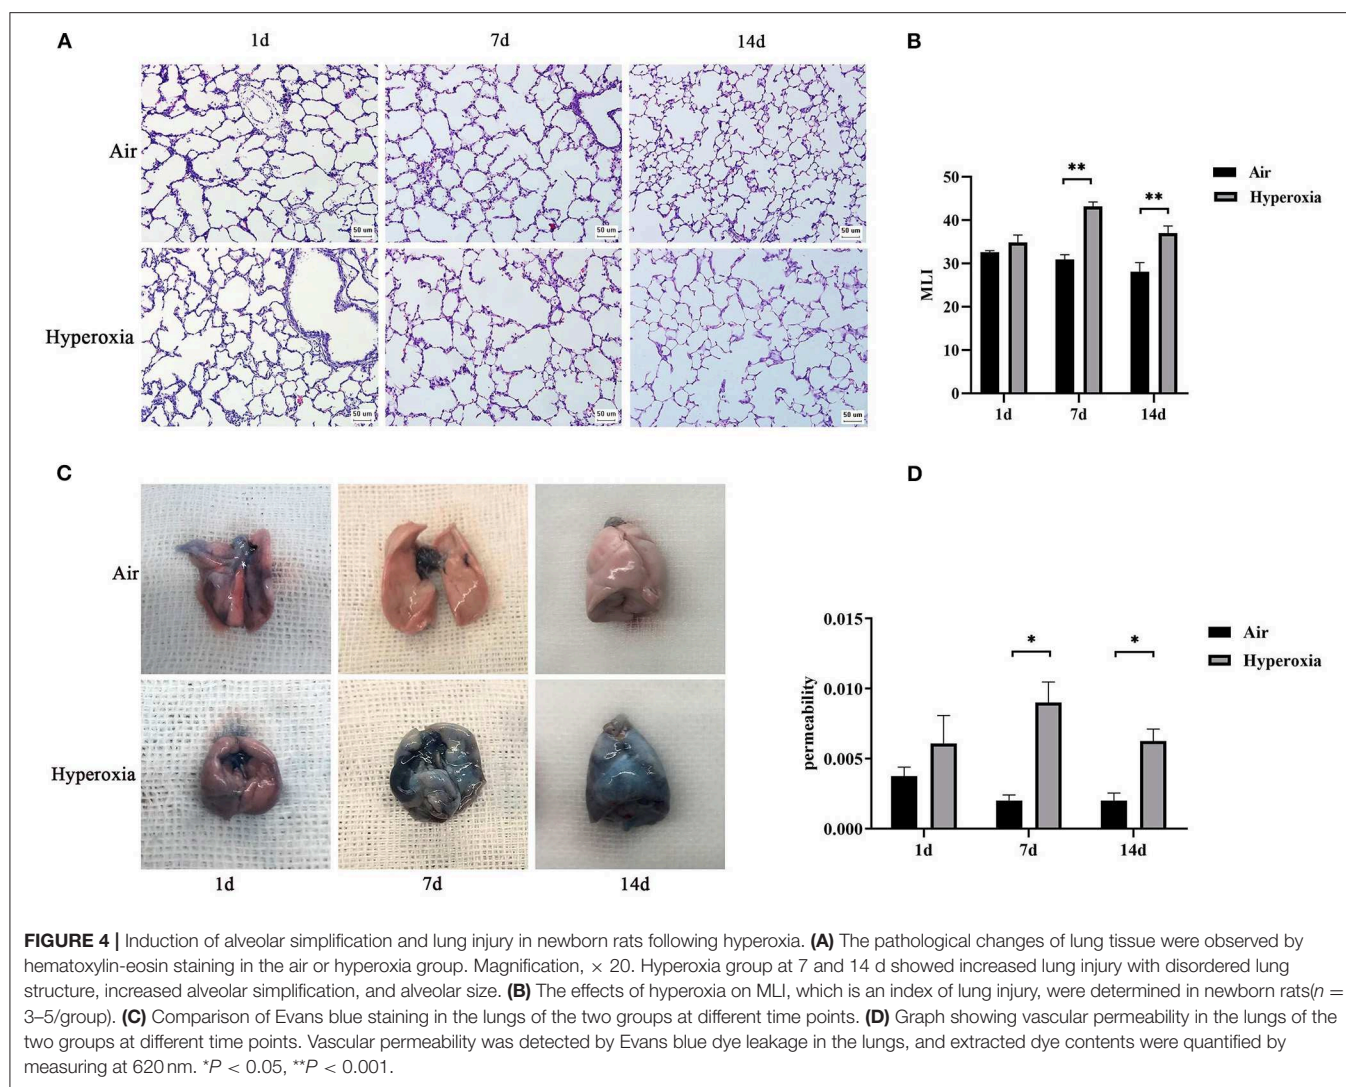 A
1d
7d
14d
Air
50 um
50 um
50 um
Hyperoxia
50 um
50 um
50 um
B
Air
Hyperoxia
**
**
50
40
30
20
10
0
MLI
1d
7d
14d
C
Air
Hyperoxia
1d
7d
14d
D
Air
Hyperoxia
*
*
0.015
0.010
0.005
0.000
permeability
1d
7d
14d
FIGURE 4 | Induction of alveolar simplification and lung injury in newborn rats following hyperoxia. (A) The pathological changes of lung tissue were observed by
hematoxylin-eosin staining in the air or hyperoxia group. Magnification, × 20. Hyperoxia group at 7 and 14 d showed increased lung injury with disordered lung
structure, increased alveolar simplification, and alveolar size. (B) The effects of hyperoxia on MLI, which is an index of lung injury, were determined in newborn rats(n =
3–5/group). (C) Comparison of Evans blue staining in the lungs of the two groups at different time points. (D) Graph showing vascular permeability in the lungs of the
two groups at different time points. Vascular permeability was detected by Evans blue dye leakage in the lungs, and extracted dye contents were quantified by
measuring at 620 nm. *P < 0.05, **P < 0.001.